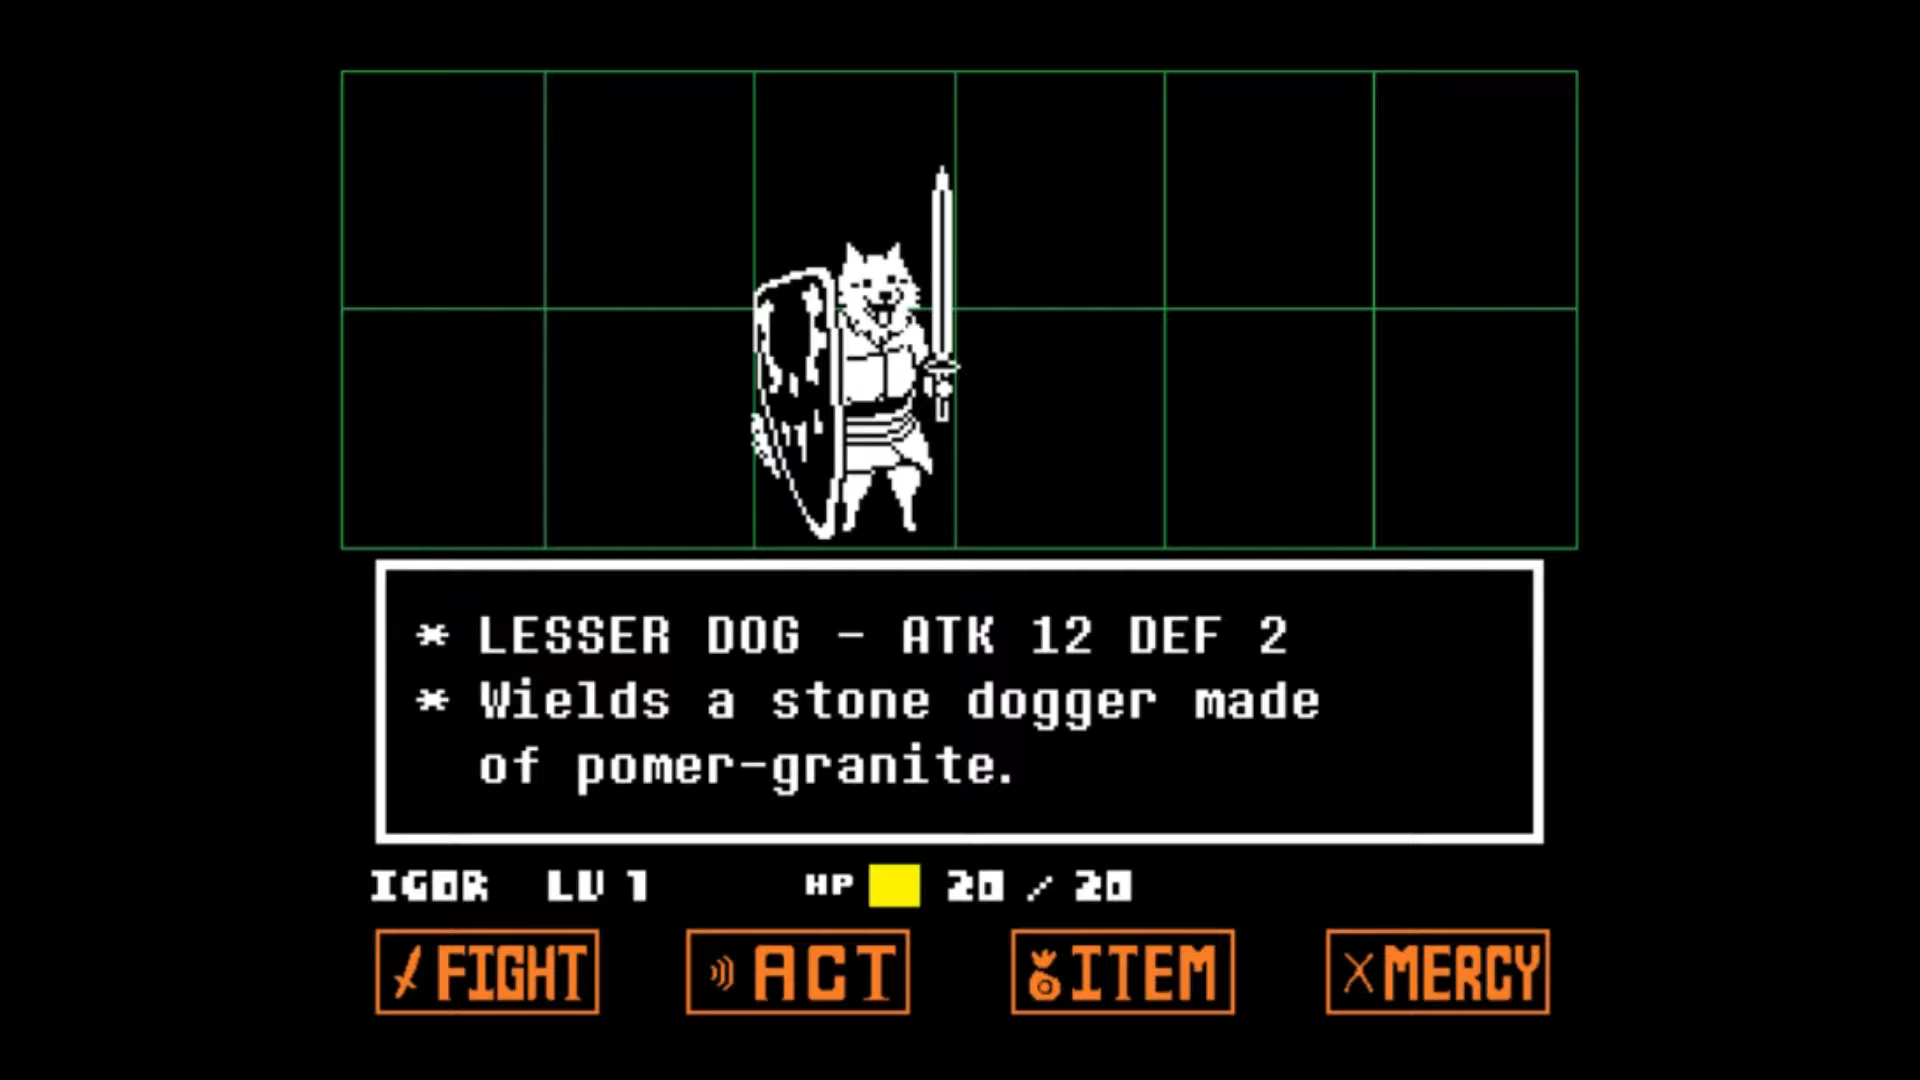 * LESSER DOG - ATK 12 DEF 2
* Wields a stone dogger made
of pomer-granite.
IGOR LV 1 HP 20 / 20
FIGHT ACT ITEM MERCY